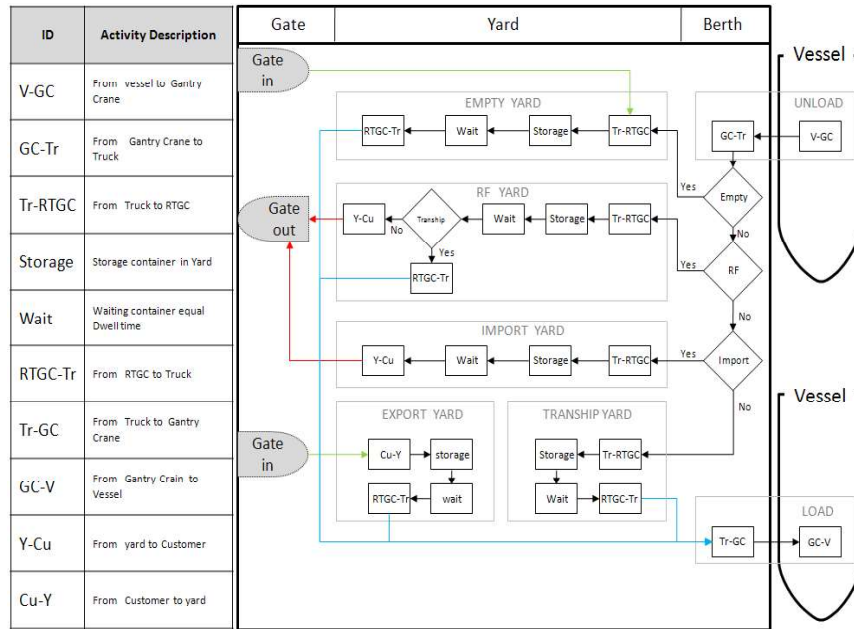 ID Activity Description
V-GC From vessel to Gantry
Crane
GC-Tr From Gantry Crane to
Truck
Tr-RTGC From Truck to RTGC
Storage Storage container in Yard
Wait Waiting container equal
Dwell time
RTGC-Tr From RTGC to Truck
Tr-GC From Truck to Gantry
Crane
GC-V From Gantry Crain to
Vessel
Y-Cu From yard to Customer
Cu-Y From Customer to yard
Gate Yard Berth
Gate
in
Vessel
EMPTY YARD
UNLOAD
RTGC-Tr Wait Storage Tr-RTGC GC-Tr V-GC
Yes Empty
No
RF YARD
Gate
out
Y-Cu Tranship Wait Storage Tr-RTGC
No
Yes
RTGC-Tr
Yes RF
No
IMPORT YARD
Y-Cu Wait Storage Tr-RTGC Yes Import
No
Vessel
EXPORT YARD TRANSHIP YARD
Gate
in
Cu-Y storage Storage Tr-RTGC
RTGC-Tr wait Wait RTGC-Tr
LOAD
Tr-GC GC-V